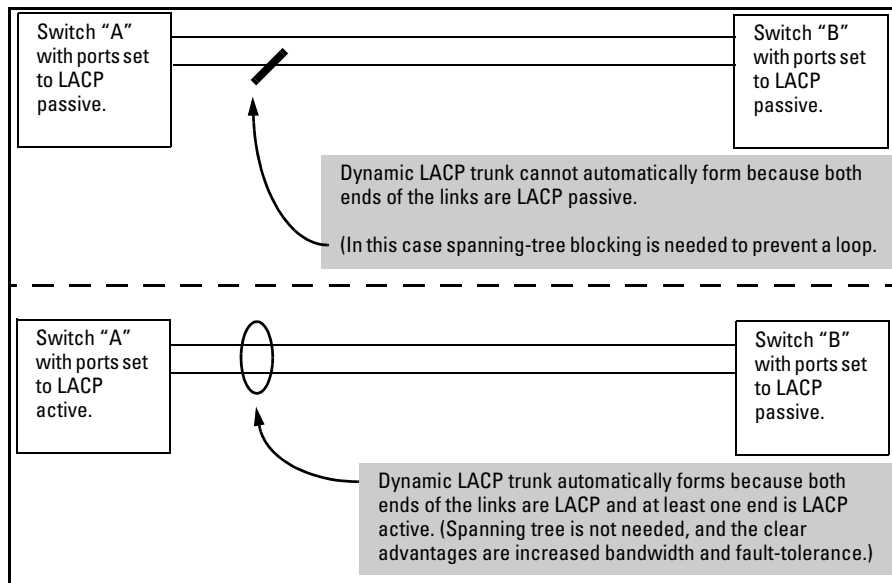 Switch “A”
with ports set
to LACP
passive.
Switch “B”
with ports set
to LACP
passive.
Dynamic LACP trunk cannot automatically form because both
ends of the links are LACP passive.
(In this case spanning-tree blocking is needed to prevent a loop.
Switch “A”
with ports set
to LACP
active.
Switch “B”
with ports set
to LACP
passive.
Dynamic LACP trunk automatically forms because both
ends of the links are LACP and at least one end is LACP
active. (Spanning tree is not needed, and the clear
advantages are increased bandwidth and fault-tolerance.)